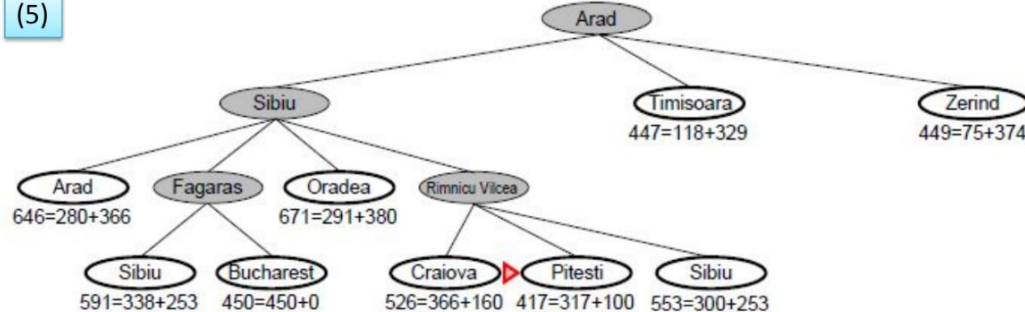 (5)
Arad
Sibiu
Timisoara
Zerind
447=118+329
449=75+374
Arad
Fagaras
Oradea
Rimnicu Vilcea
646=280+366
671=291+380
Sibiu
Bucharest
Craiova
Pitesti
Sibiu
591=338+253
450=450+0
526=366+160
417=317+100
553=300+253